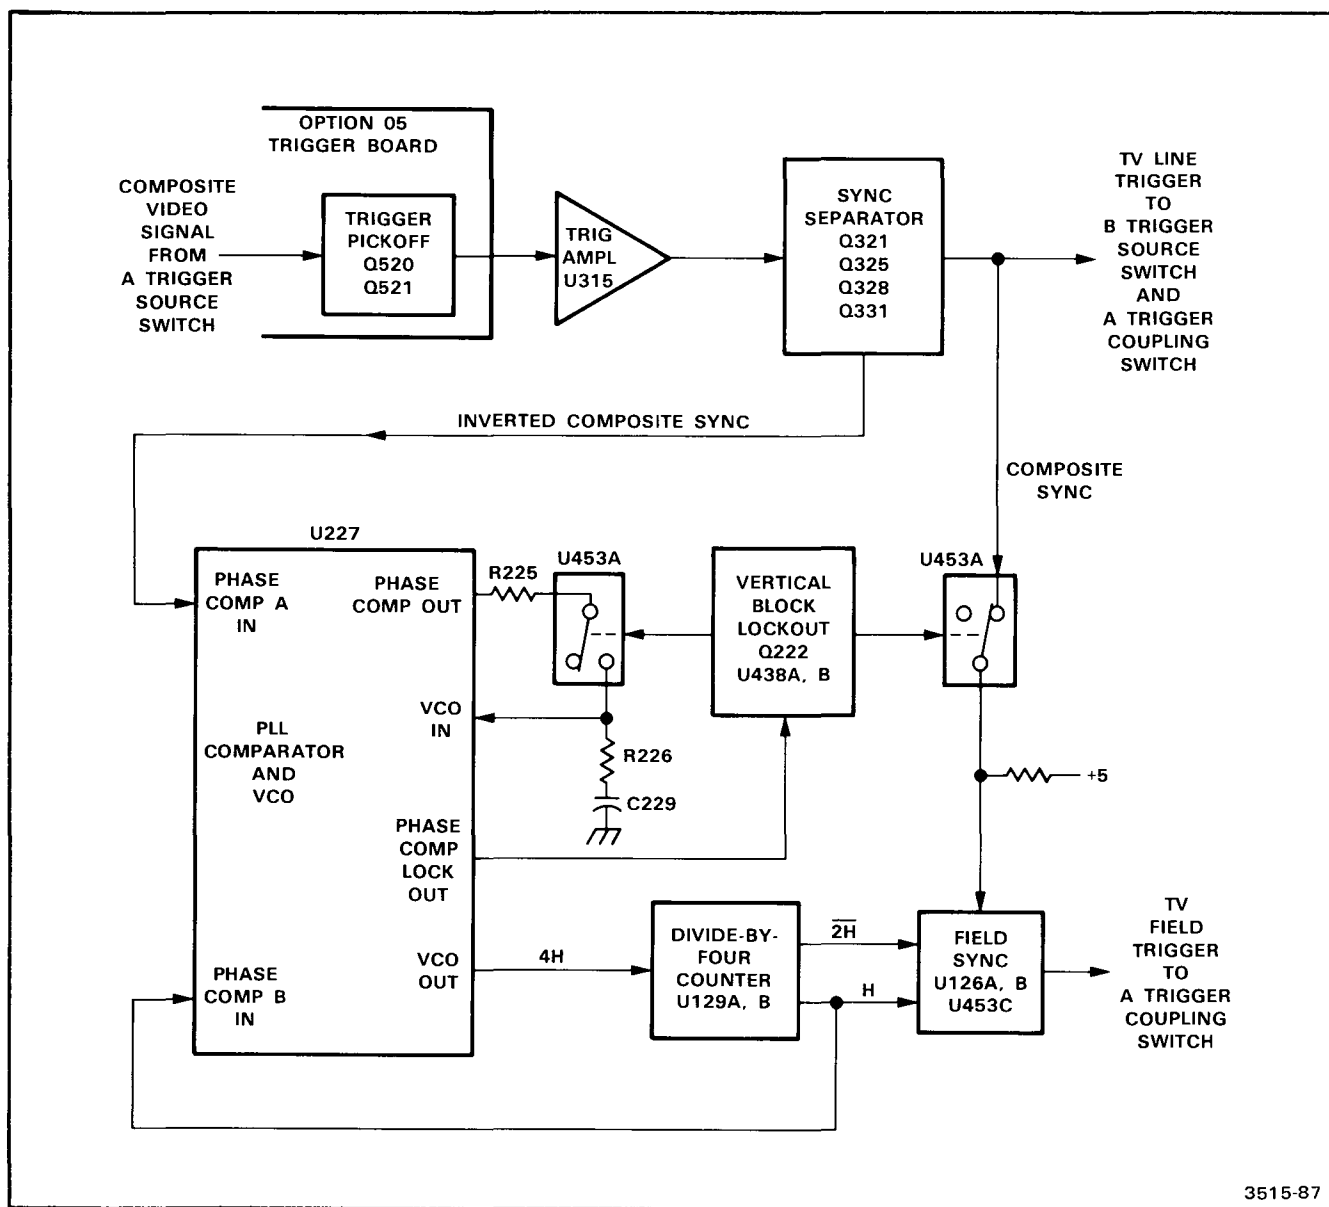 OPTION 05
TRIGGER BOARD
COMPOSITE
VIDEO
SIGNAL
FROM
A TRIGGER
SOURCE
SWITCH
TRIGGER
PICKOFF
Q520
Q521
TRIG
AMPL
U315
SYNC
SEPARATOR
Q321
Q325
Q328
Q331
TV LINE
TRIGGER
TO
B TRIGGER
SOURCE
SWITCH
AND
A TRIGGER
COUPLING
SWITCH
INVERTED COMPOSITE SYNC
COMPOSITE
SYNC
U227
PHASE
COMP A
IN
PHASE
COMP OUT
R225
U453A
VERTICAL
BLOCK
LOCKOUT
Q222
U438A, B
U453A
PLL
COMPARATOR
AND
VCO
VCO
IN
R226
C229
+5
PHASE
COMP
LOCK
OUT
PHASE
COMP B
IN
VCO
OUT
4H
DIVIDE-BY-
FOUR
COUNTER
U129A, B
2H
H
FIELD
SYNC
U126A, B
U453C
TV
FIELD
TRIGGER
TO
A TRIGGER
COUPLING
SWITCH
3515-87